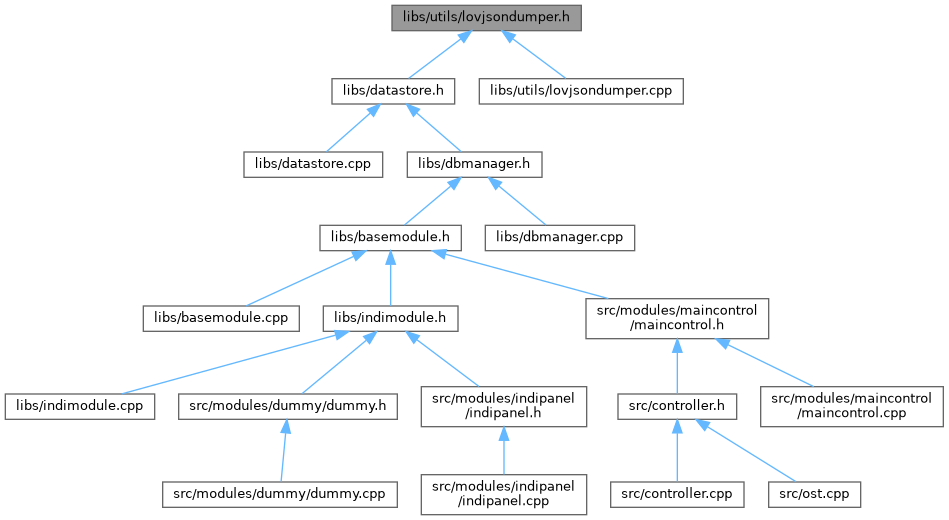 libs/utils/lovjsondumper.h
libs/datastore.h
libs/utils/lovjsondumper.cpp
libs/datastore.cpp
libs/dbmanager.h
libs/basemodule.h
libs/dbmanager.cpp
libs/basemodule.cpp
libs/indimodule.h
src/modules/maincontrol
/maincontrol.h
libs/indimodule.cpp
src/modules/dummy/dummy.h
src/modules/indipanel
/indipanel.h
src/controller.h
src/modules/maincontrol
/maincontrol.cpp
src/modules/dummy/dummy.cpp
src/modules/indipanel
/indipanel.cpp
src/controller.cpp
src/ost.cpp